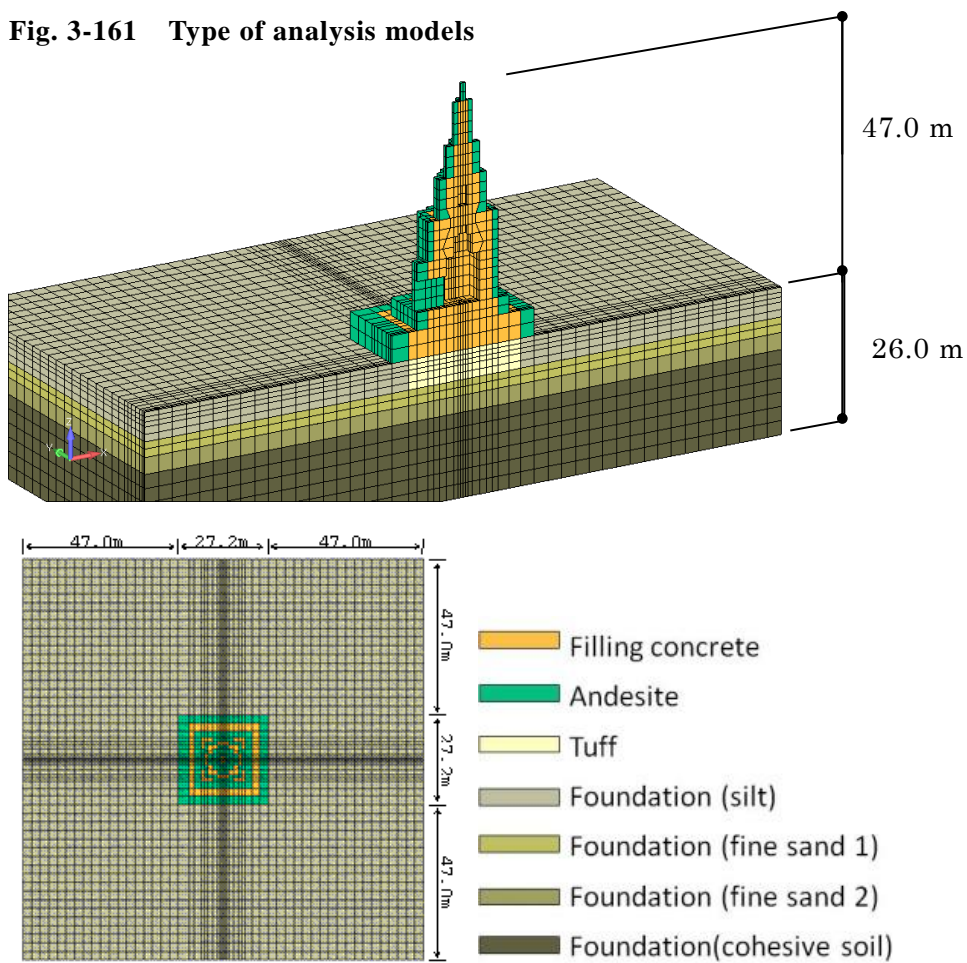 Fig. 3-161 Type of analysis models
47.0 m
26.0 m
Z
Y
X
47.0m 27.2m 47.0m
47.0m
27.2m
47.0m
Filling concrete
Andesite
Tuff
Foundation (silt)
Foundation (fine sand 1)
Foundation (fine sand 2)
Foundation(cohesive soil)